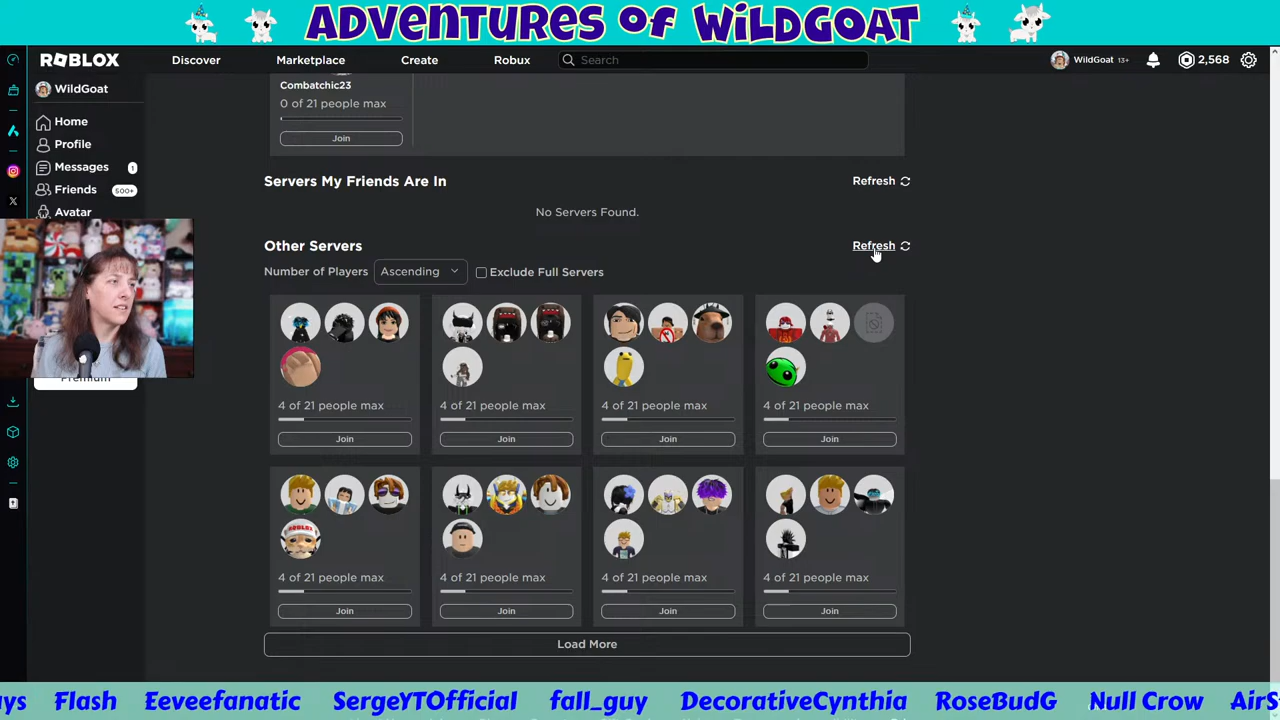 ADVENTURES OF WILDGOAT
ROBLOX Discover Marketplace Create Robux Search WildGoat 13+ 2,568
WildGoat
Home
Profile
Messages 1
Friends 500+
Avatar
Premium
Combatchic23
0 of 21 people max
Join
Servers My Friends Are In Refresh
No Servers Found.
Other Servers Refresh
Number of Players Ascending Exclude Full Servers
4 of 21 people max 4 of 21 people max 4 of 21 people max 4 of 21 people max
Join Join Join Join
4 of 21 people max 4 of 21 people max 4 of 21 people max 4 of 21 people max
Join Join Join Join
Load More
ys Flash Eeveefanatic SergeYTOfficial fall_guy DecorativeCynthia RoseBudG Null Crow AirS